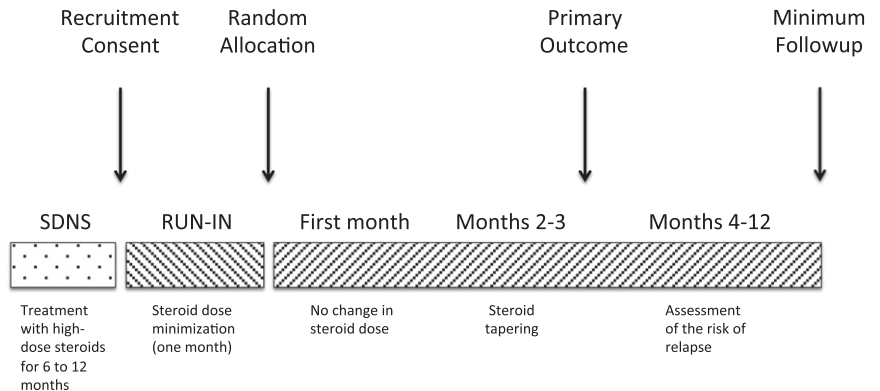 Recruitment
Consent
Random
Allocation
Primary
Outcome
Minimum
Followup
SDNS
RUN-IN
First month
Months 2-3
Months 4-12
Treatment
with high-
dose steroids
for 6 to 12
months
Steroid dose
minimization
(one month)
No change in
steroid dose
Steroid
tapering
Assessment
of the risk of
relapse